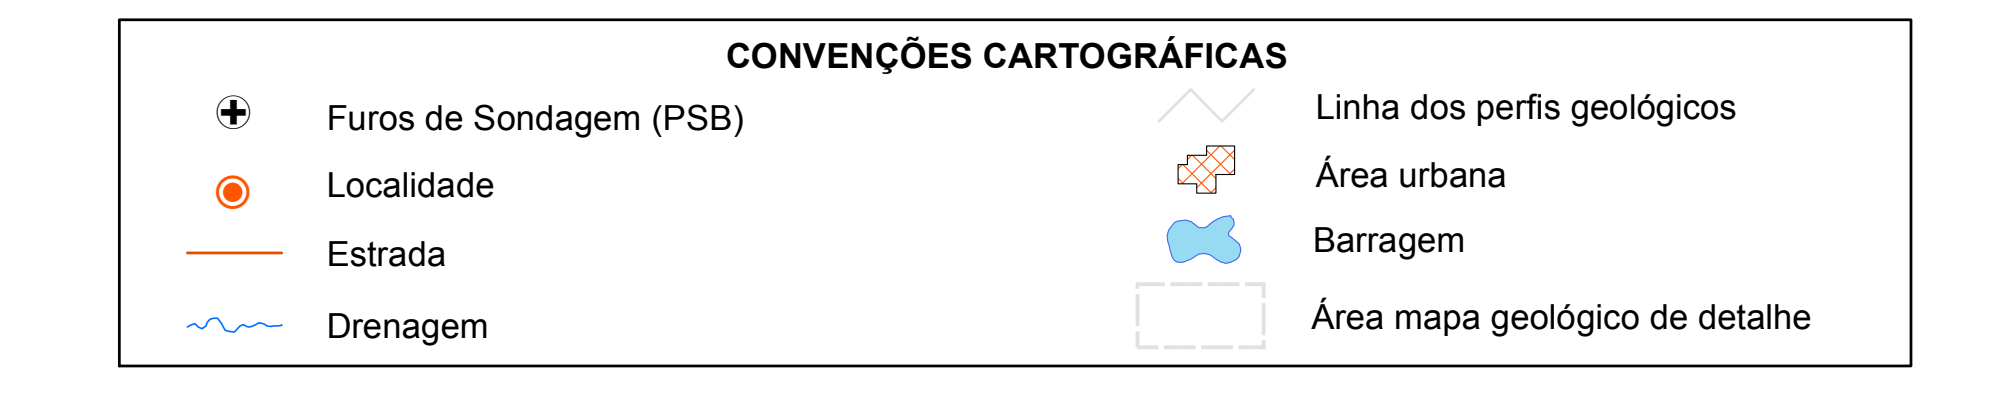 CONVENÇÕES CARTOGRÁFICAS
Furos de Sondagem (PSB)
Localidade
Estrada
Drenagem
Linha dos perfis geológicos
Área urbana
Barragem
Área mapa geológico de detalhe